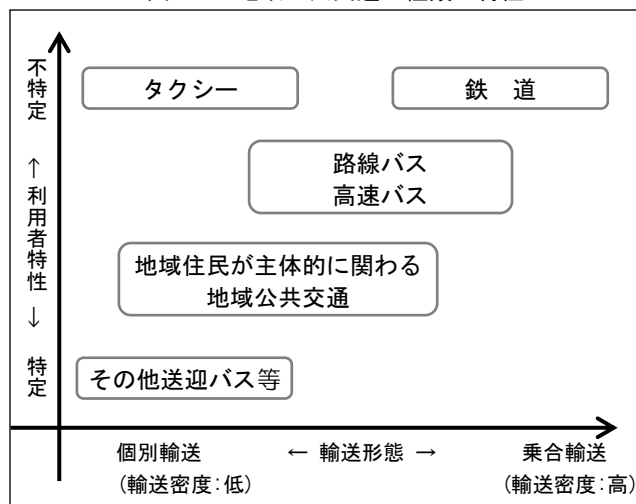 不特定 ↑ 利用者特性 ↓ 特定
タクシー
鉄 道
路線バス
高速バス
地域住民が主体的に関わる
地域公共交通
その他送迎バス等
個別輸送 ← 輸送形態 → 乗合輸送
(輸送密度:低) (輸送密度:高)